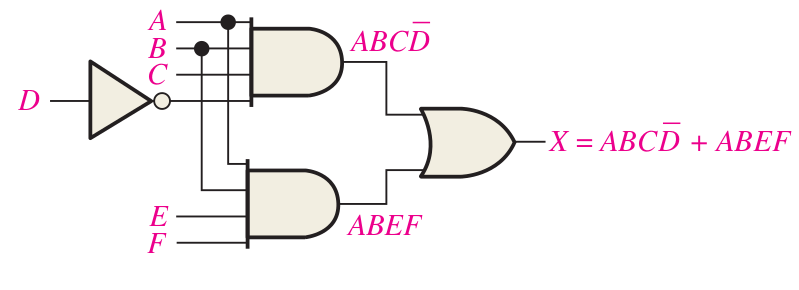 A
B
C
D
ABCD̅
X = ABCD̅ + ABEF
E
F
ABEF